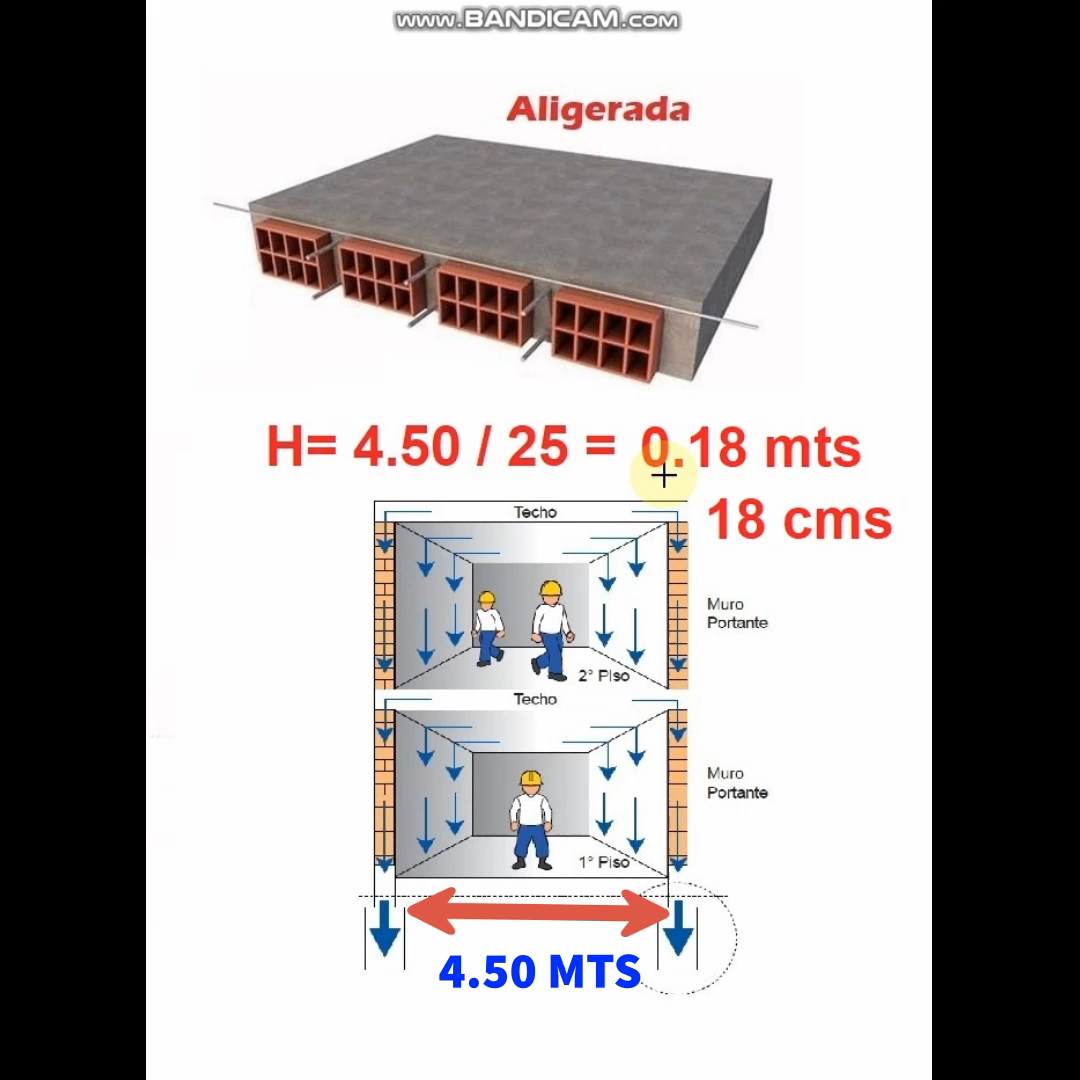 www.BANDICAM.com
Aligerada
H= 4.50 / 25 = 0.18 mts
18 cms
Techo
Muro
Portante
2° Piso
Techo
Muro
Portante
1° Piso
4.50 MTS